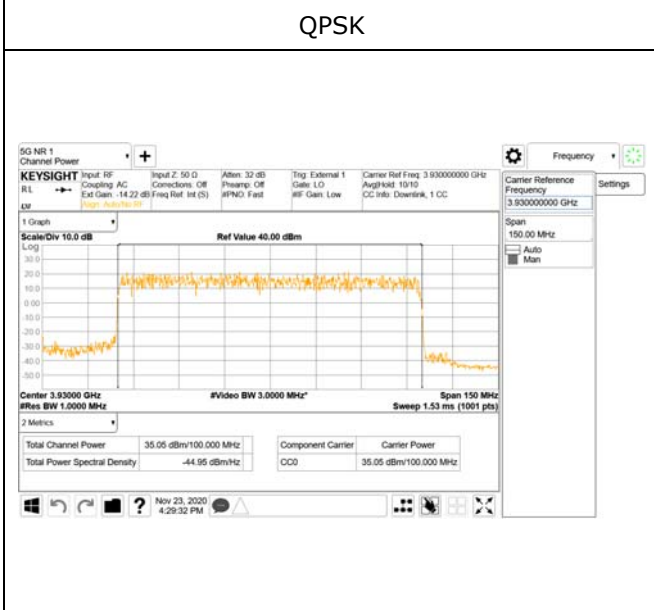 QPSK
5G NR 1
Channel Power
+
Frequency
KEYSIGHT Input: RF Input Z: 50 Ω Atten: 32 dB Trig: External 1 Carrier Ref Freq: 3.930000000 GHz
RL Coupling: AC Corrections: Off Preamp: Off Gate: LO Avg|Hold: 10/10
Ext Gain: -14.22 dB Freq Ref: Int (S) #PNO: Fast #IF Gain: Low CC Info: Downlink, 1 CC
Align: Auto/No RF
Carrier Reference
Frequency
3.930000000 GHz
Settings
Span
150.00 MHz
Auto
Man
1 Graph
Scale/Div 10.0 dB Ref Value 40.00 dBm
Log
30.0
20.0
10.0
0.00
-10.0
-20.0
-30.0
-40.0
-50.0
Center 3.93000 GHz #Video BW 3.0000 MHz* Span 150 MHz
#Res BW 1.0000 MHz Sweep 1.53 ms (1001 pts)
2 Metrics
Total Channel Power 35.05 dBm/100.000 MHz Component Carrier Carrier Power
Total Power Spectral Density -44.95 dBm/Hz CC0 35.05 dBm/100.000 MHz
?
Nov 23, 2020
4:29:32 PM